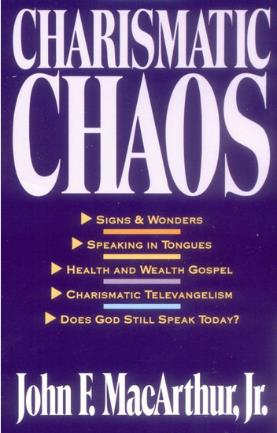 CHARISMATIC
CHAOS
▶ SIGNS & WONDERS
▶ SPEAKING IN TONGUES
▶ HEALTH AND WEALTH GOSPEL
▶ CHARISMATIC TELEVANGELISM
▶ DOES GOD STILL SPEAK TODAY?
John F. MacArthur, Jr.